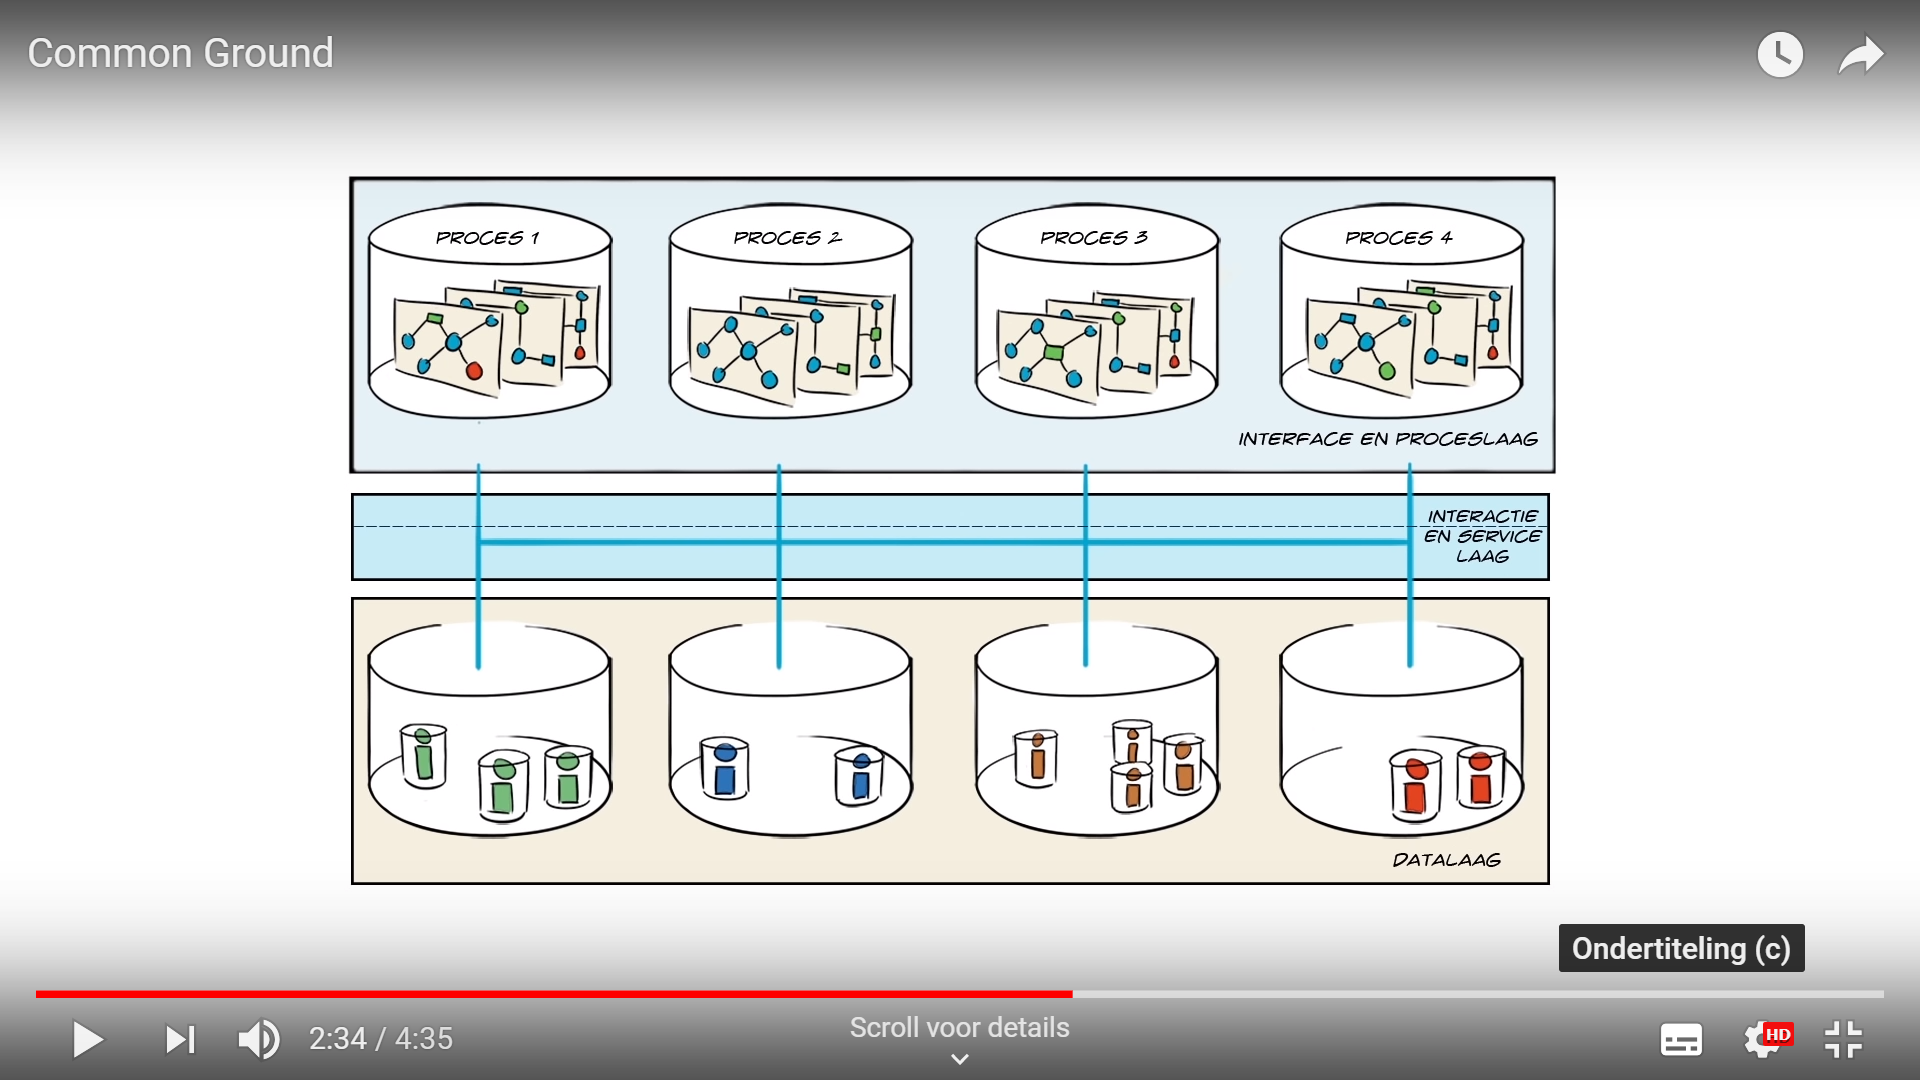 Common Ground
PROCES 1
PROCES 2
PROCES 3
PROCES 4
INTERFACE EN PROCESLAAG
INTERACTIE
EN SERVICE
LAAG
DATALAAG
Ondertiteling (c)
2:34 / 4:35
Scroll voor details
HD